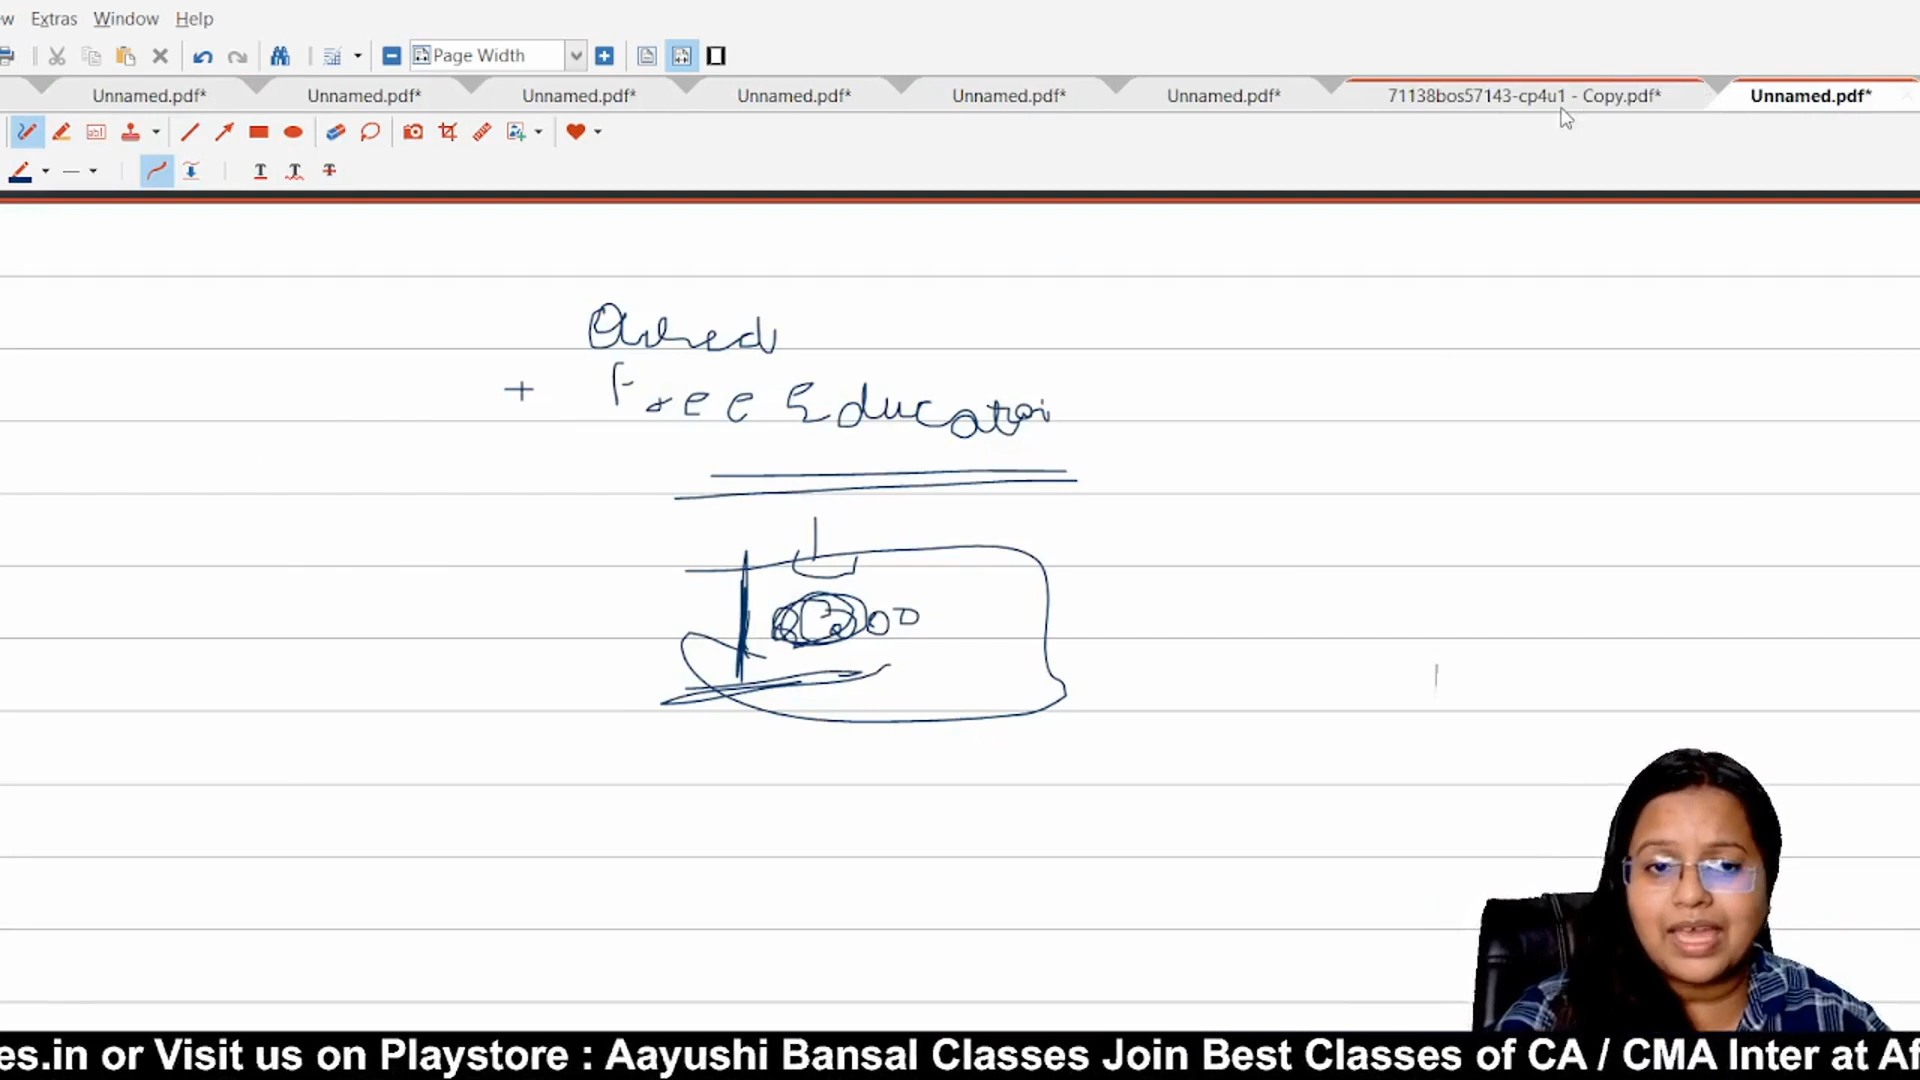 Extras Window Help
Page Width
Unnamed.pdf* Unnamed.pdf* Unnamed.pdf* Unnamed.pdf* Unnamed.pdf* Unnamed.pdf* 71138bos57143-cp4u1 - Copy.pdf* Unnamed.pdf*
+ Free Education
es.in or Visit us on Playstore : Aayushi Bansal Classes Join Best Classes of CA / CMA Inter at Af